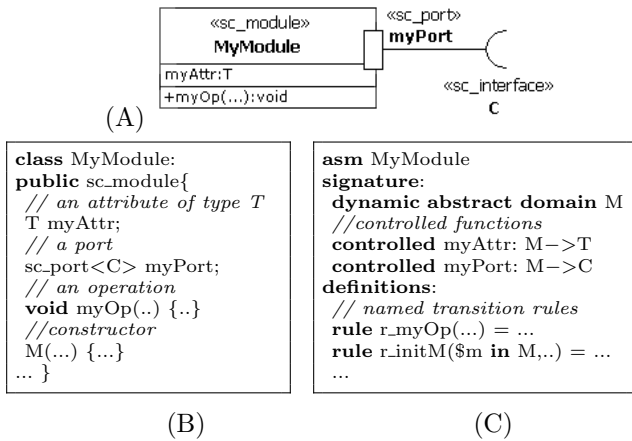 «sc_module»
MyModule
myAttr:T
+myOp(...):void
«sc_port»
myPort
«sc_interface»
C
(A)
class MyModule:
public sc_module{
// an attribute of type T
T myAttr;
// a port
sc_port<C> myPort;
// an operation
void myOp(..) {..}
//constructor
M(...) {...}
... }
(B)
asm MyModule
signature:
dynamic abstract domain M
//controlled functions
controlled myAttr: M−>T
controlled myPort: M−>C
definitions:
// named transition rules
rule r_myOp(...) = ...
rule r_initM($m in M,..) = ...
...
(C)